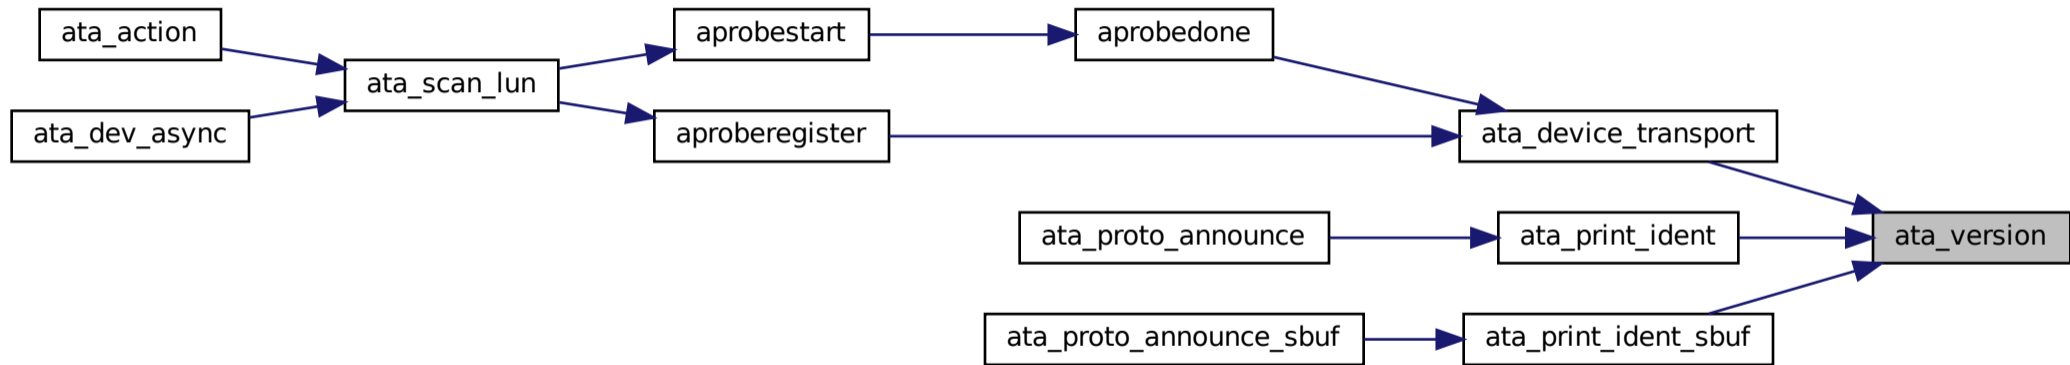 ata_action
aprobestart
aprobedone
ata_scan_lun
ata_dev_async
aproberegister
ata_device_transport
ata_proto_announce
ata_print_ident
ata_version
ata_proto_announce_sbuf
ata_print_ident_sbuf